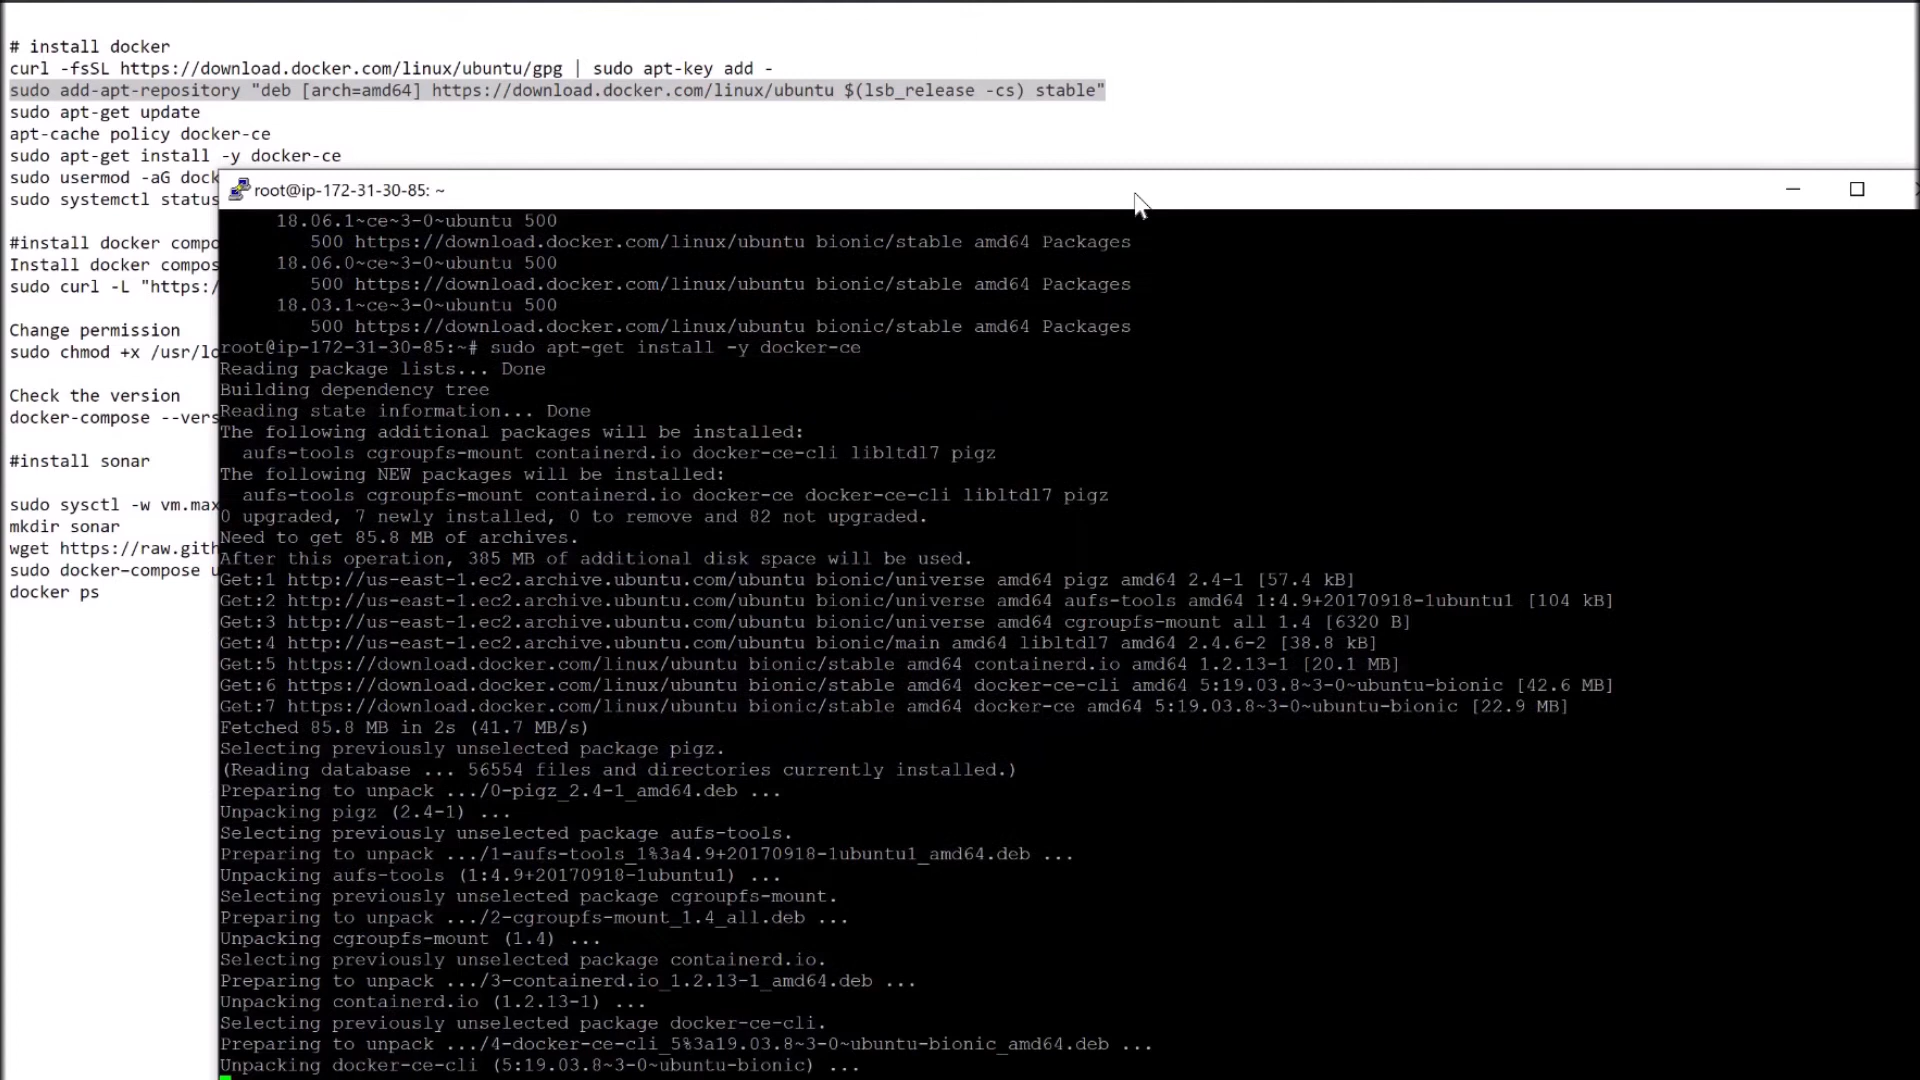 # install docker
curl -fsSL https://download.docker.com/linux/ubuntu/gpg | sudo apt-key add -
sudo add-apt-repository "deb [arch=amd64] https://download.docker.com/linux/ubuntu $(lsb_release -cs) stable"
sudo apt-get update
apt-cache policy docker-ce
sudo apt-get install -y docker-ce
sudo usermod -aG dock
sudo systemctl status
#install docker compo
Install docker compos
sudo curl -L "https:/
Change permission
sudo chmod +x /usr/lo
Check the version
docker-compose --vers
#install sonar
sudo sysctl -w vm.max
mkdir sonar
wget https://raw.gith
sudo docker-compose u
docker ps
root@ip-172-31-30-85: ~
18.06.1~ce~3-0~ubuntu 500
500 https://download.docker.com/linux/ubuntu bionic/stable amd64 Packages
18.06.0~ce~3-0~ubuntu 500
500 https://download.docker.com/linux/ubuntu bionic/stable amd64 Packages
18.03.1~ce~3-0~ubuntu 500
500 https://download.docker.com/linux/ubuntu bionic/stable amd64 Packages
root@ip-172-31-30-85:~# sudo apt-get install -y docker-ce
Reading package lists... Done
Building dependency tree
Reading state information... Done
The following additional packages will be installed:
aufs-tools cgroupfs-mount containerd.io docker-ce-cli libltdl7 pigz
The following NEW packages will be installed:
aufs-tools cgroupfs-mount containerd.io docker-ce docker-ce-cli libltdl7 pigz
0 upgraded, 7 newly installed, 0 to remove and 82 not upgraded.
Need to get 85.8 MB of archives.
After this operation, 385 MB of additional disk space will be used.
Get:1 http://us-east-1.ec2.archive.ubuntu.com/ubuntu bionic/universe amd64 pigz amd64 2.4-1 [57.4 kB]
Get:2 http://us-east-1.ec2.archive.ubuntu.com/ubuntu bionic/universe amd64 aufs-tools amd64 1:4.9+20170918-1ubuntu1 [104 kB]
Get:3 http://us-east-1.ec2.archive.ubuntu.com/ubuntu bionic/universe amd64 cgroupfs-mount all 1.4 [6320 B]
Get:4 http://us-east-1.ec2.archive.ubuntu.com/ubuntu bionic/main amd64 libltdl7 amd64 2.4.6-2 [38.8 kB]
Get:5 https://download.docker.com/linux/ubuntu bionic/stable amd64 containerd.io amd64 1.2.13-1 [20.1 MB]
Get:6 https://download.docker.com/linux/ubuntu bionic/stable amd64 docker-ce-cli amd64 5:19.03.8~3-0~ubuntu-bionic [42.6 MB]
Get:7 https://download.docker.com/linux/ubuntu bionic/stable amd64 docker-ce amd64 5:19.03.8~3-0~ubuntu-bionic [22.9 MB]
Fetched 85.8 MB in 2s (41.7 MB/s)
Selecting previously unselected package pigz.
(Reading database ... 56554 files and directories currently installed.)
Preparing to unpack .../0-pigz_2.4-1_amd64.deb ...
Unpacking pigz (2.4-1) ...
Selecting previously unselected package aufs-tools.
Preparing to unpack .../1-aufs-tools_1%3a4.9+20170918-1ubuntu1_amd64.deb ...
Unpacking aufs-tools (1:4.9+20170918-1ubuntu1) ...
Selecting previously unselected package cgroupfs-mount.
Preparing to unpack .../2-cgroupfs-mount_1.4_all.deb ...
Unpacking cgroupfs-mount (1.4) ...
Selecting previously unselected package containerd.io.
Preparing to unpack .../3-containerd.io_1.2.13-1_amd64.deb ...
Unpacking containerd.io (1.2.13-1) ...
Selecting previously unselected package docker-ce-cli.
Preparing to unpack .../4-docker-ce-cli_5%3a19.03.8~3-0~ubuntu-bionic_amd64.deb ...
Unpacking docker-ce-cli (5:19.03.8~3-0~ubuntu-bionic) ...